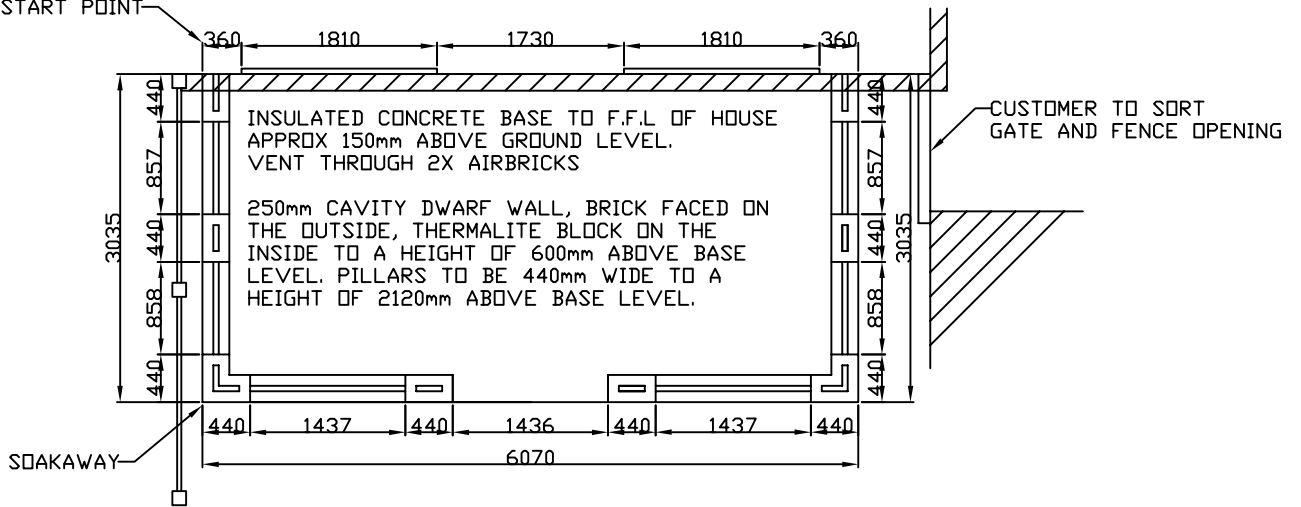 START POINT
360 1810 1730 1810 360
440
857
440
858
440
3035
INSULATED CONCRETE BASE TO F.F.L OF HOUSE
APPROX 150mm ABOVE GROUND LEVEL.
VENT THROUGH 2X AIRBRICKS
250mm CAVITY DWARF WALL, BRICK FACED ON
THE OUTSIDE, THERMALITE BLOCK ON THE
INSIDE TO A HEIGHT OF 600mm ABOVE BASE
LEVEL. PILLARS TO BE 440mm WIDE TO A
HEIGHT OF 2120mm ABOVE BASE LEVEL.
440
857
440
858
440
3035
CUSTOMER TO SORT
GATE AND FENCE OPENING
440 1437 440 1436 440 1437 440
6070
SOAKAWAY